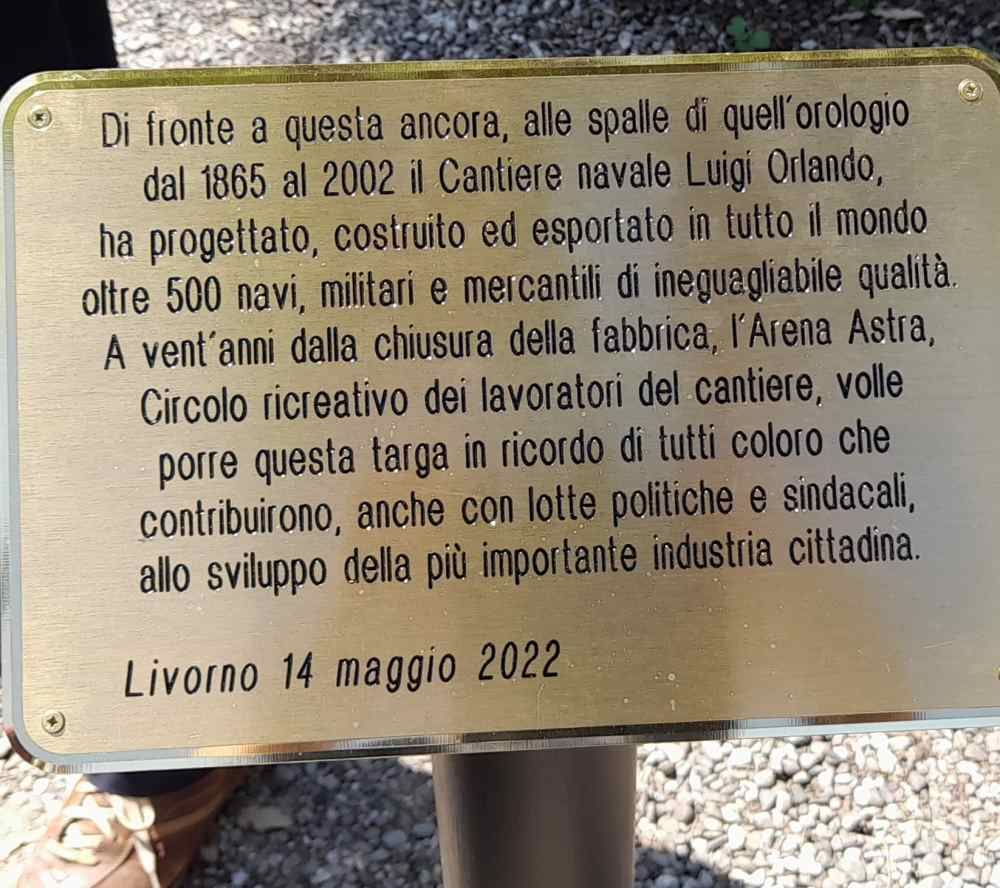 Di fronte a questa ancora, alle spalle di quell'orologio
dal 1865 al 2002 il Cantiere navale Luigi Orlando,
ha progettato, costruito ed esportato in tutto il mondo
oltre 500 navi, militari e mercantili di ineguagliabile qualità.
A vent'anni dalla chiusura della fabbrica, l'Arena Astra,
Circolo ricreativo dei lavoratori del cantiere, volle
porre questa targa in ricordo di tutti coloro che
contribuirono, anche con lotte politiche e sindacali,
allo sviluppo della più importante industria cittadina.
Livorno 14 maggio 2022